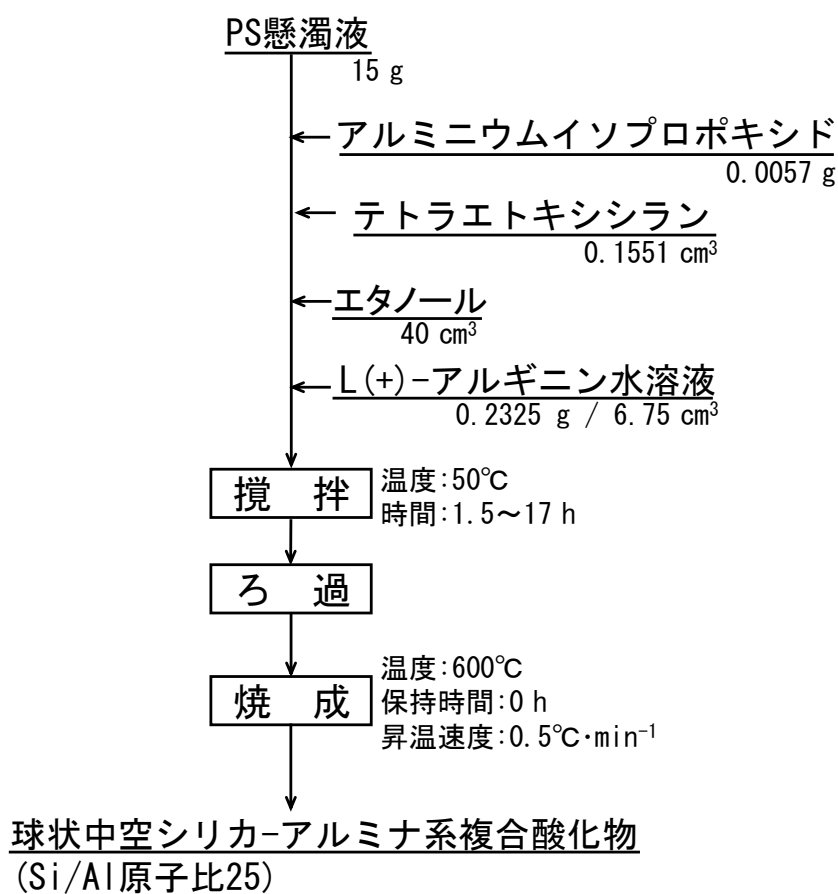 PS懸濁液
15 g
アルミニウムイソプロポキシド
0.0057 g
テトラエトキシシラン
0.1551 cm³
エタノール
40 cm³
L(+)-アルギニン水溶液
0.2325 g / 6.75 cm³
攪 拌
温度:50℃
時間:1.5～17 h
ろ 過
焼 成
温度:600℃
保持時間:0 h
昇温速度:0.5℃・min⁻¹
球状中空シリカ-アルミナ系複合酸化物
(Si/Al原子比25)